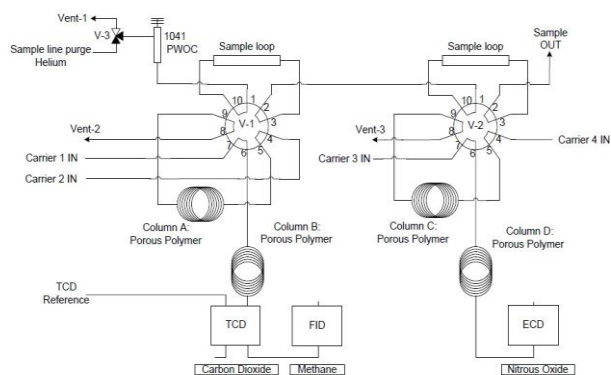 Vent-1
V-3
1041
PWOC
Sample line purge
Helium
Sample loop
Sample loop
Sample
OUT
10 1 2 3 4 5 6 7 8 9
V-1
10 1 2 3 4 5 6 7 8 9
V-2
Vent-2
Vent-3
Carrier 4 IN
Carrier 1 IN
Carrier 3 IN
Carrier 2 IN
Column A:
Porous Polymer
Column B:
Porous Polymer
Column C:
Porous Polymer
Column D:
Porous Polymer
TCD
Reference
TCD
FID
ECD
Carbon Dioxide
Methane
Nitrous Oxide